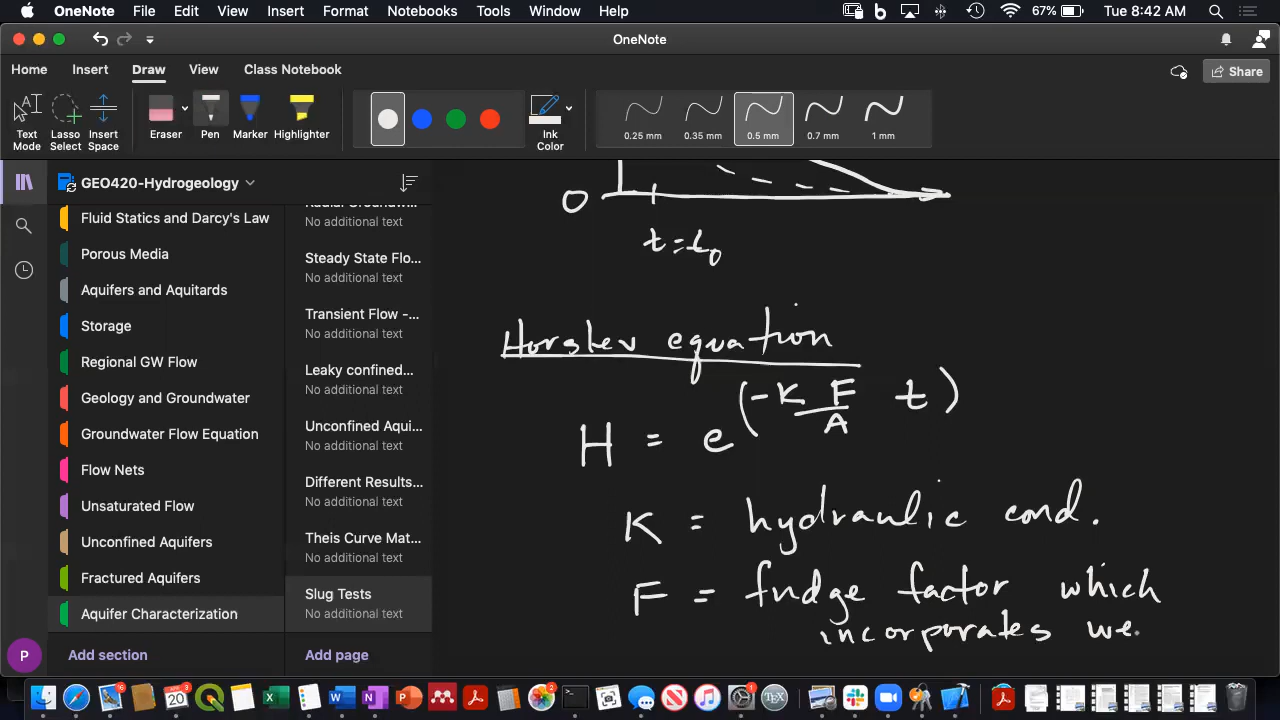 OneNote File Edit View Insert Format Notebooks Tools Window Help 67% Tue 8:42 AM
OneNote
Home Insert Draw View Class Notebook Share
Text Mode Lasso Select Insert Space Eraser Pen Marker Highlighter Ink Color 0.25 mm 0.35 mm 0.5 mm 0.7 mm 1 mm
GEO420-Hydrogeology
Fluid Statics and Darcy's Law
Porous Media
Aquifers and Aquitards
Storage
Regional GW Flow
Geology and Groundwater
Groundwater Flow Equation
Flow Nets
Unsaturated Flow
Unconfined Aquifers
Fractured Aquifers
Aquifer Characterization
P
Add section
No additional text
Steady State Flo...
No additional text
Transient Flow -...
No additional text
Leaky confined...
No additional text
Unconfined Aqui...
No additional text
Different Results...
No additional text
Theis Curve Mat...
No additional text
Slug Tests
No additional text
Add page
0
t = t0
Horslev equation
H = e^(-K F/A t)
K = hydraulic cond.
F = fudge factor which
incorporates we